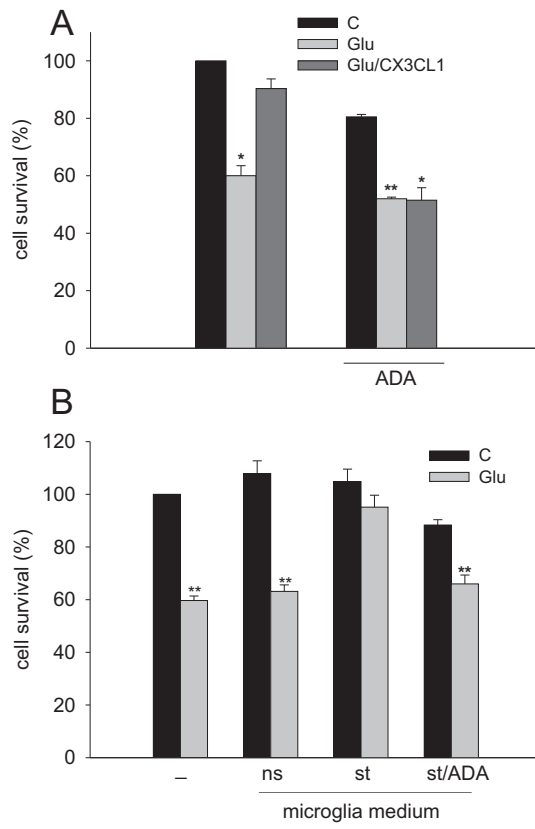 A
C
Glu
Glu/CX3CL1
cell survival (%)
100
80
60
40
20
0
*
**
*
ADA
B
C
Glu
cell survival (%)
120
100
80
60
40
20
0
**
**
**
– ns st st/ADA
microglia medium